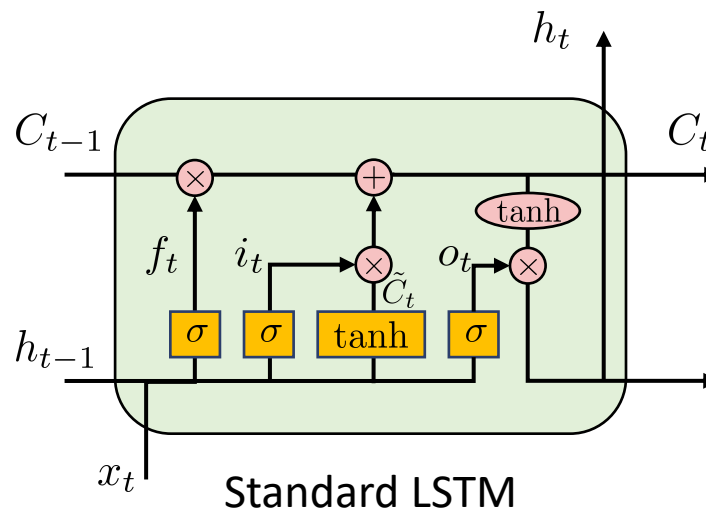 h_t
C_{t-1} C_t
× +
tanh
f_t i_t × o_t ×
C̃_t
σ σ tanh σ
h_{t-1}
x_t
Standard LSTM